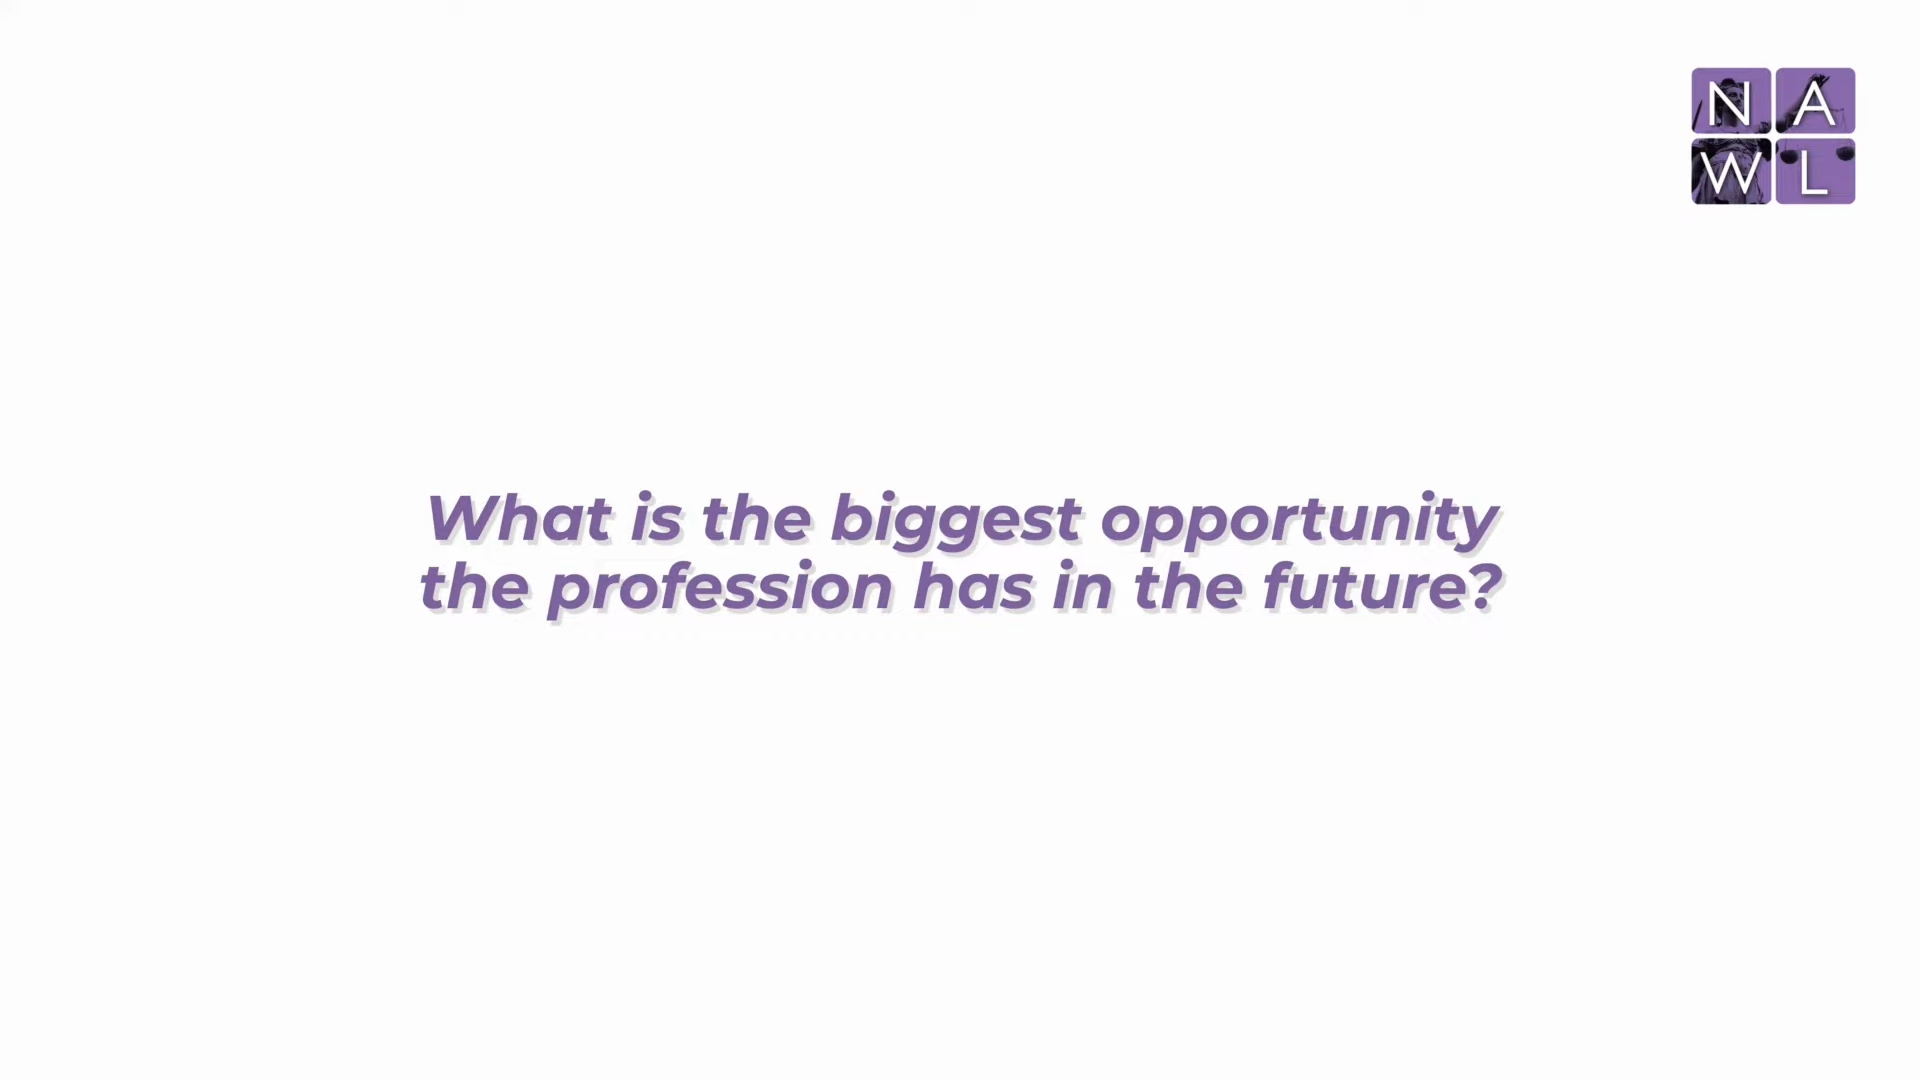 N A
W L
What is the biggest opportunity
the profession has in the future?